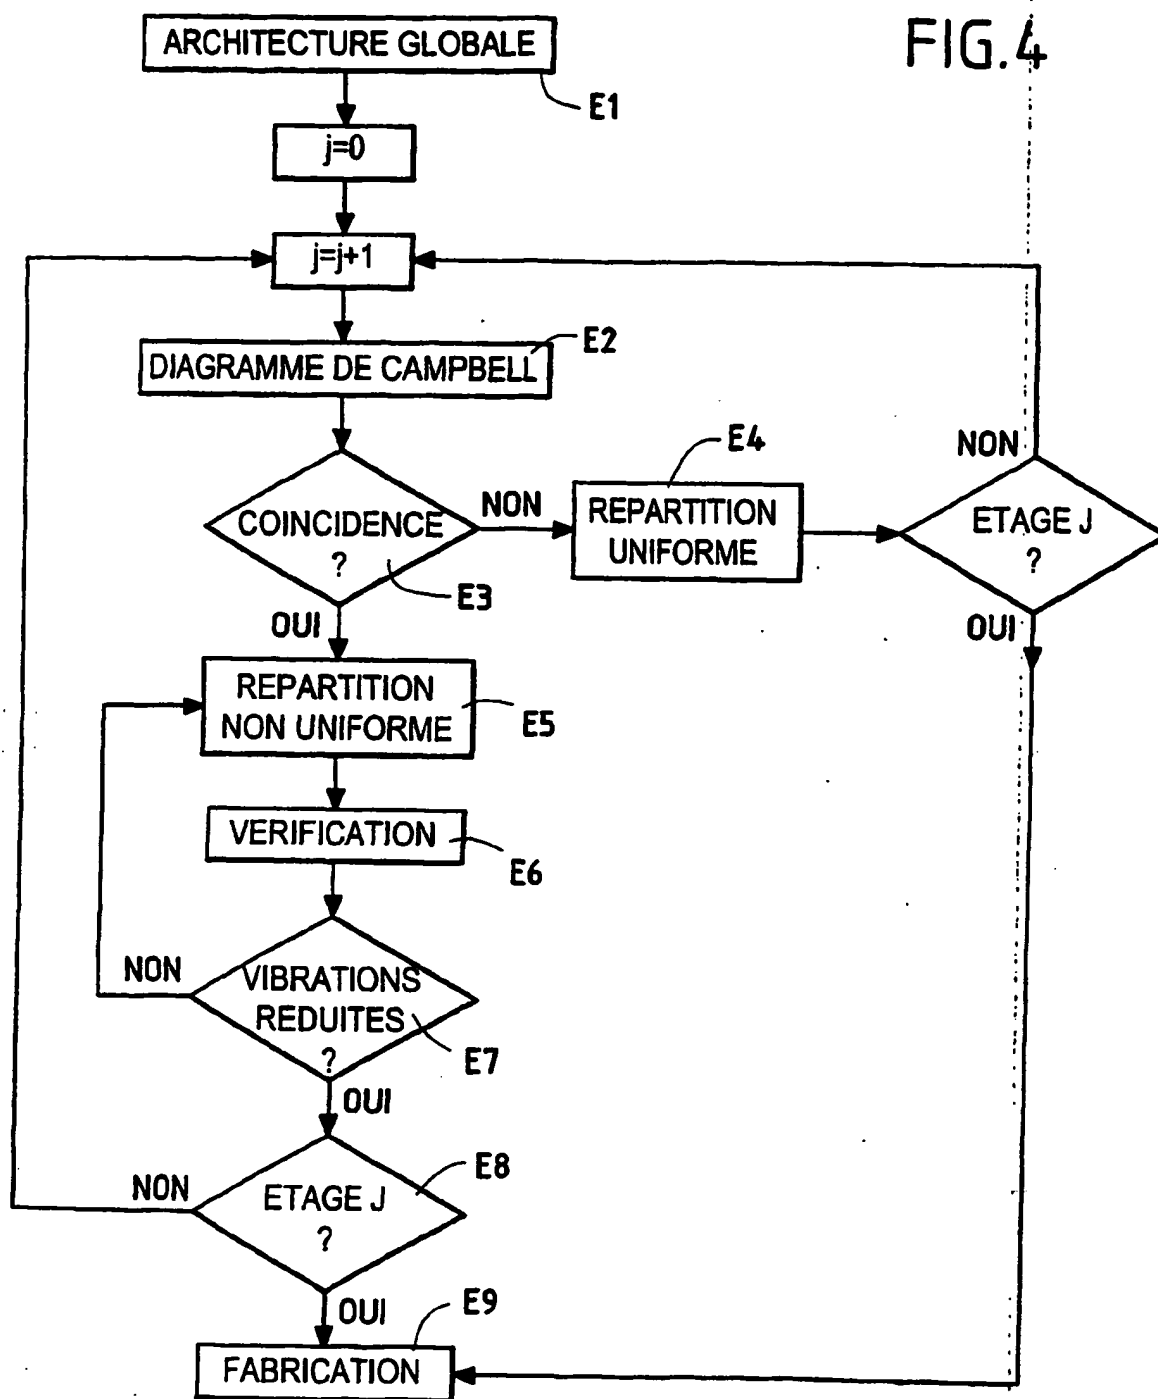 FIG.4
ARCHITECTURE GLOBALE
E1
j=0
j=j+1
E2
DIAGRAMME DE CAMPBELL
E4
NON
COINCIDENCE
?
NON
REPARTITION
UNIFORME
ETAGE J
?
E3
OUI
OUI
REPARTITION
NON UNIFORME
E5
VERIFICATION
E6
NON
VIBRATIONS
REDUITES
?
E7
OUI
E8
NON
ETAGE J
?
OUI
E9
FABRICATION